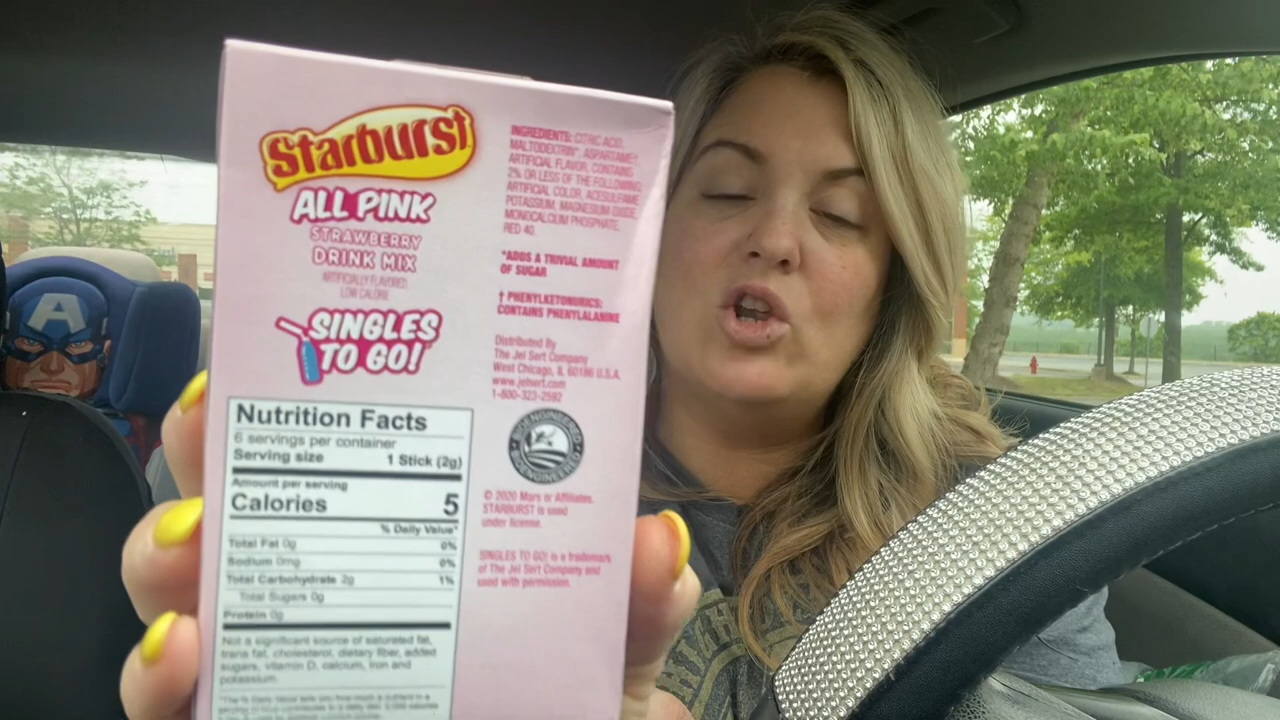 Starburst
ALL PINK
STRAWBERRY
DRINK MIX
ARTIFICIALLY FLAVORED
LOW CALORIE
SINGLES
TO GO!
Nutrition Facts
6 servings per container
Serving size 1 Stick (2g)
Amount per serving
Calories 5
% Daily Value*
Total Fat 0g 0%
Sodium 0mg 0%
Total Carbohydrate 2g 1%
Total Sugars 0g
Protein 0g
Not a significant source of saturated fat,
trans fat, cholesterol, dietary fiber, added
sugars, vitamin D, calcium, iron and
potassium.
INGREDIENTS: CITRIC ACID,
MALTODEXTRIN*, ASPARTAME†,
ARTIFICIAL FLAVOR, CONTAINS
2% OR LESS OF THE FOLLOWING:
ARTIFICIAL COLOR, ACESULFAME
POTASSIUM, MAGNESIUM OXIDE,
MONOCALCIUM PHOSPHATE,
RED 40.
*ADDS A TRIVIAL AMOUNT
OF SUGAR
† PHENYLKETONURICS:
CONTAINS PHENYLALANINE
Distributed By
The Jel Sert Company
West Chicago, IL 60186 U.S.A.
www.jelsert.com
1-800-323-2592
BIOENGINEERED
© 2020 Mars or Affiliates.
STARBURST is used
under license.
SINGLES TO GO! is a trademark
of The Jel Sert Company and
used with permission.
A